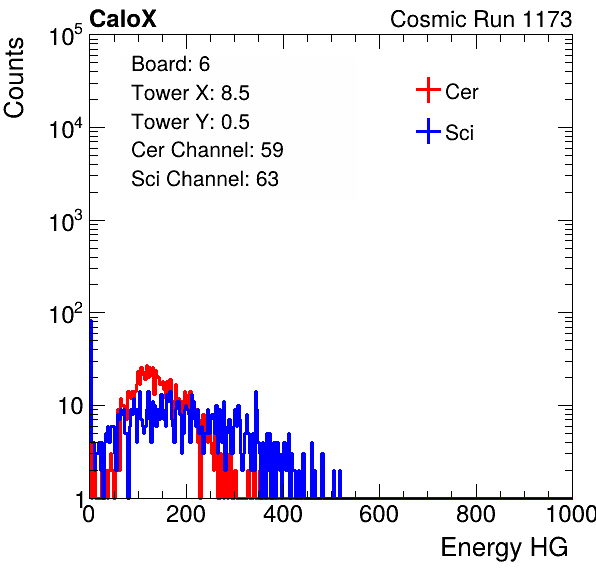 CaloX Cosmic Run 1173
Counts
10^5
10^4
10^3
10^2
10
1
Board: 6
Tower X: 8.5
Tower Y: 0.5
Cer Channel: 59
Sci Channel: 63
Cer
Sci
0 200 400 600 800 1000
Energy HG